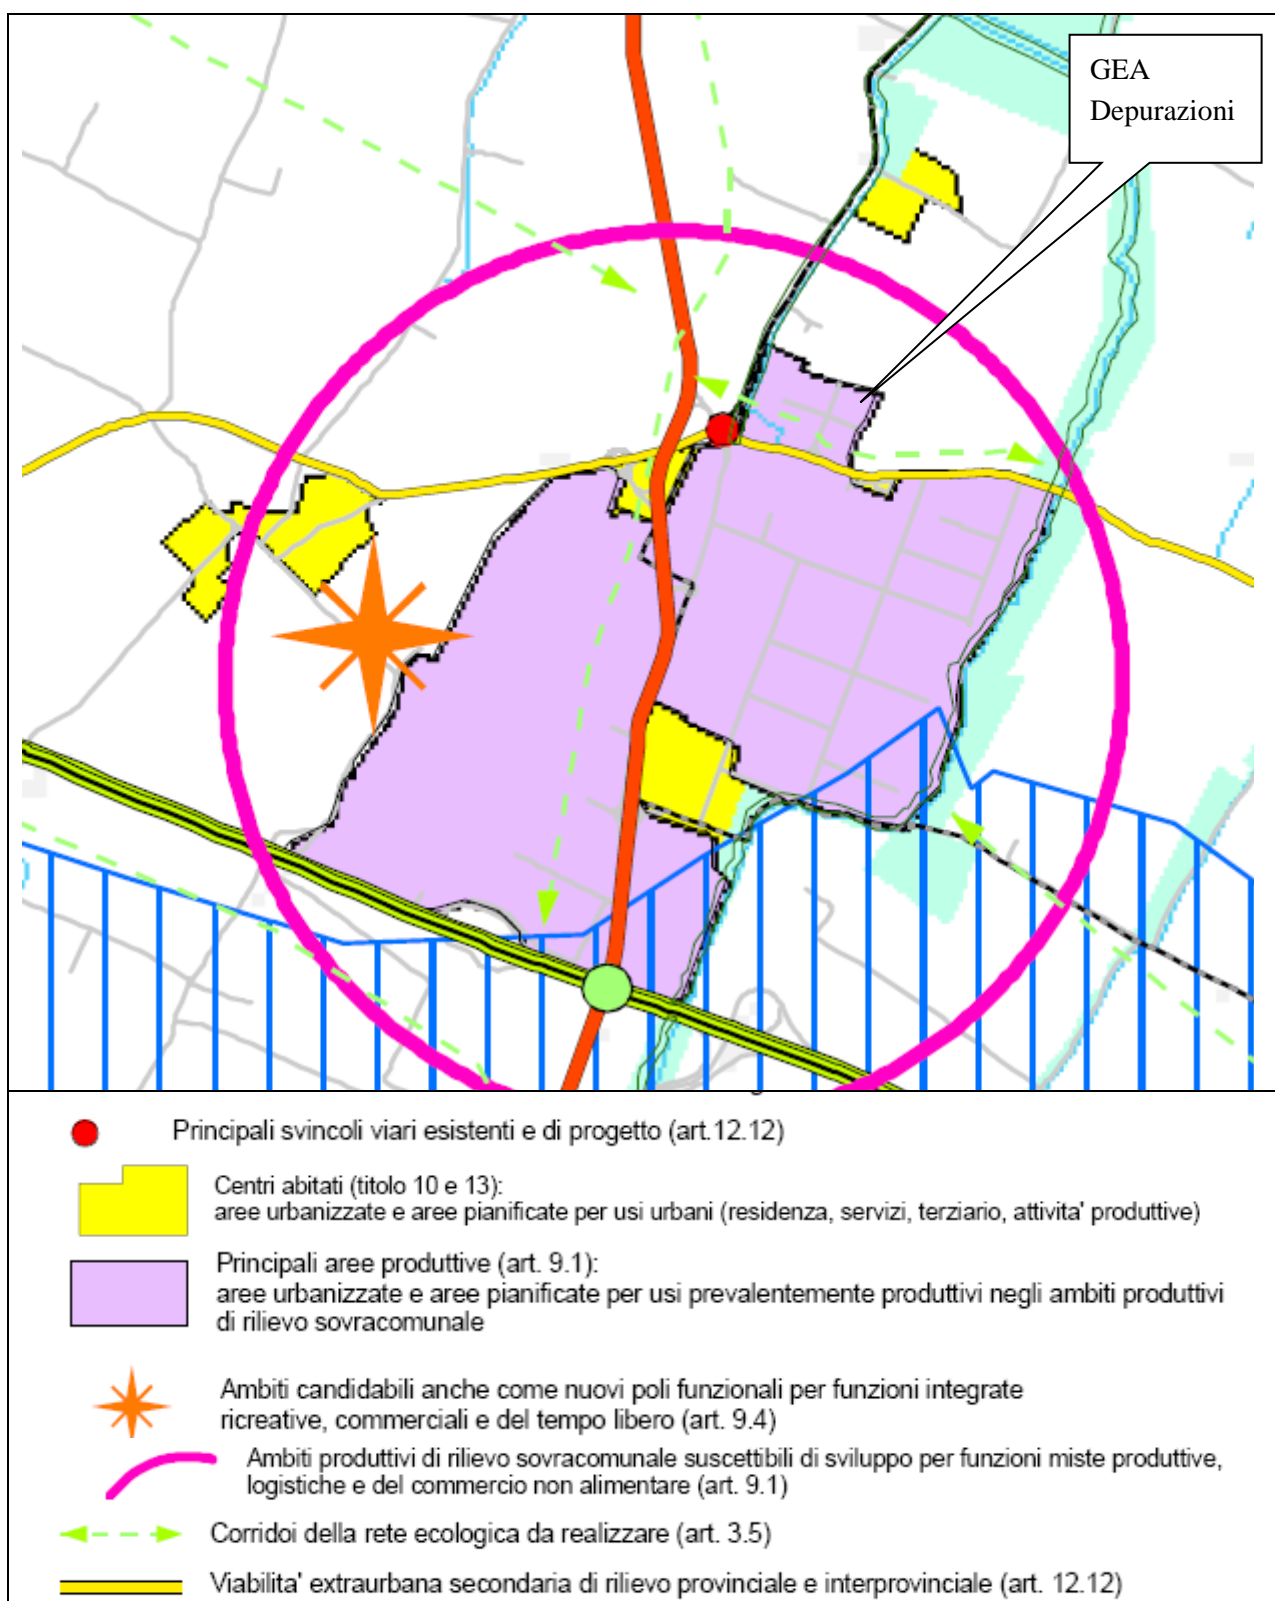 GEA
Depurazioni
Principali svincoli viari esistenti e di progetto (art.12.12)
Centri abitati (titolo 10 e 13):
aree urbanizzate e aree pianificate per usi urbani (residenza, servizi, terziario, attivita' produttive)
Principali aree produttive (art. 9.1):
aree urbanizzate e aree pianificate per usi prevalentemente produttivi negli ambiti produttivi
di rilievo sovracomunale
Ambiti candidabili anche come nuovi poli funzionali per funzioni integrate
ricreative, commerciali e del tempo libero (art. 9.4)
Ambiti produttivi di rilievo sovracomunale suscettibili di sviluppo per funzioni miste produttive,
logistiche e del commercio non alimentare (art. 9.1)
Corridoi della rete ecologica da realizzare (art. 3.5)
Viabilita' extraurbana secondaria di rilievo provinciale e interprovinciale (art. 12.12)